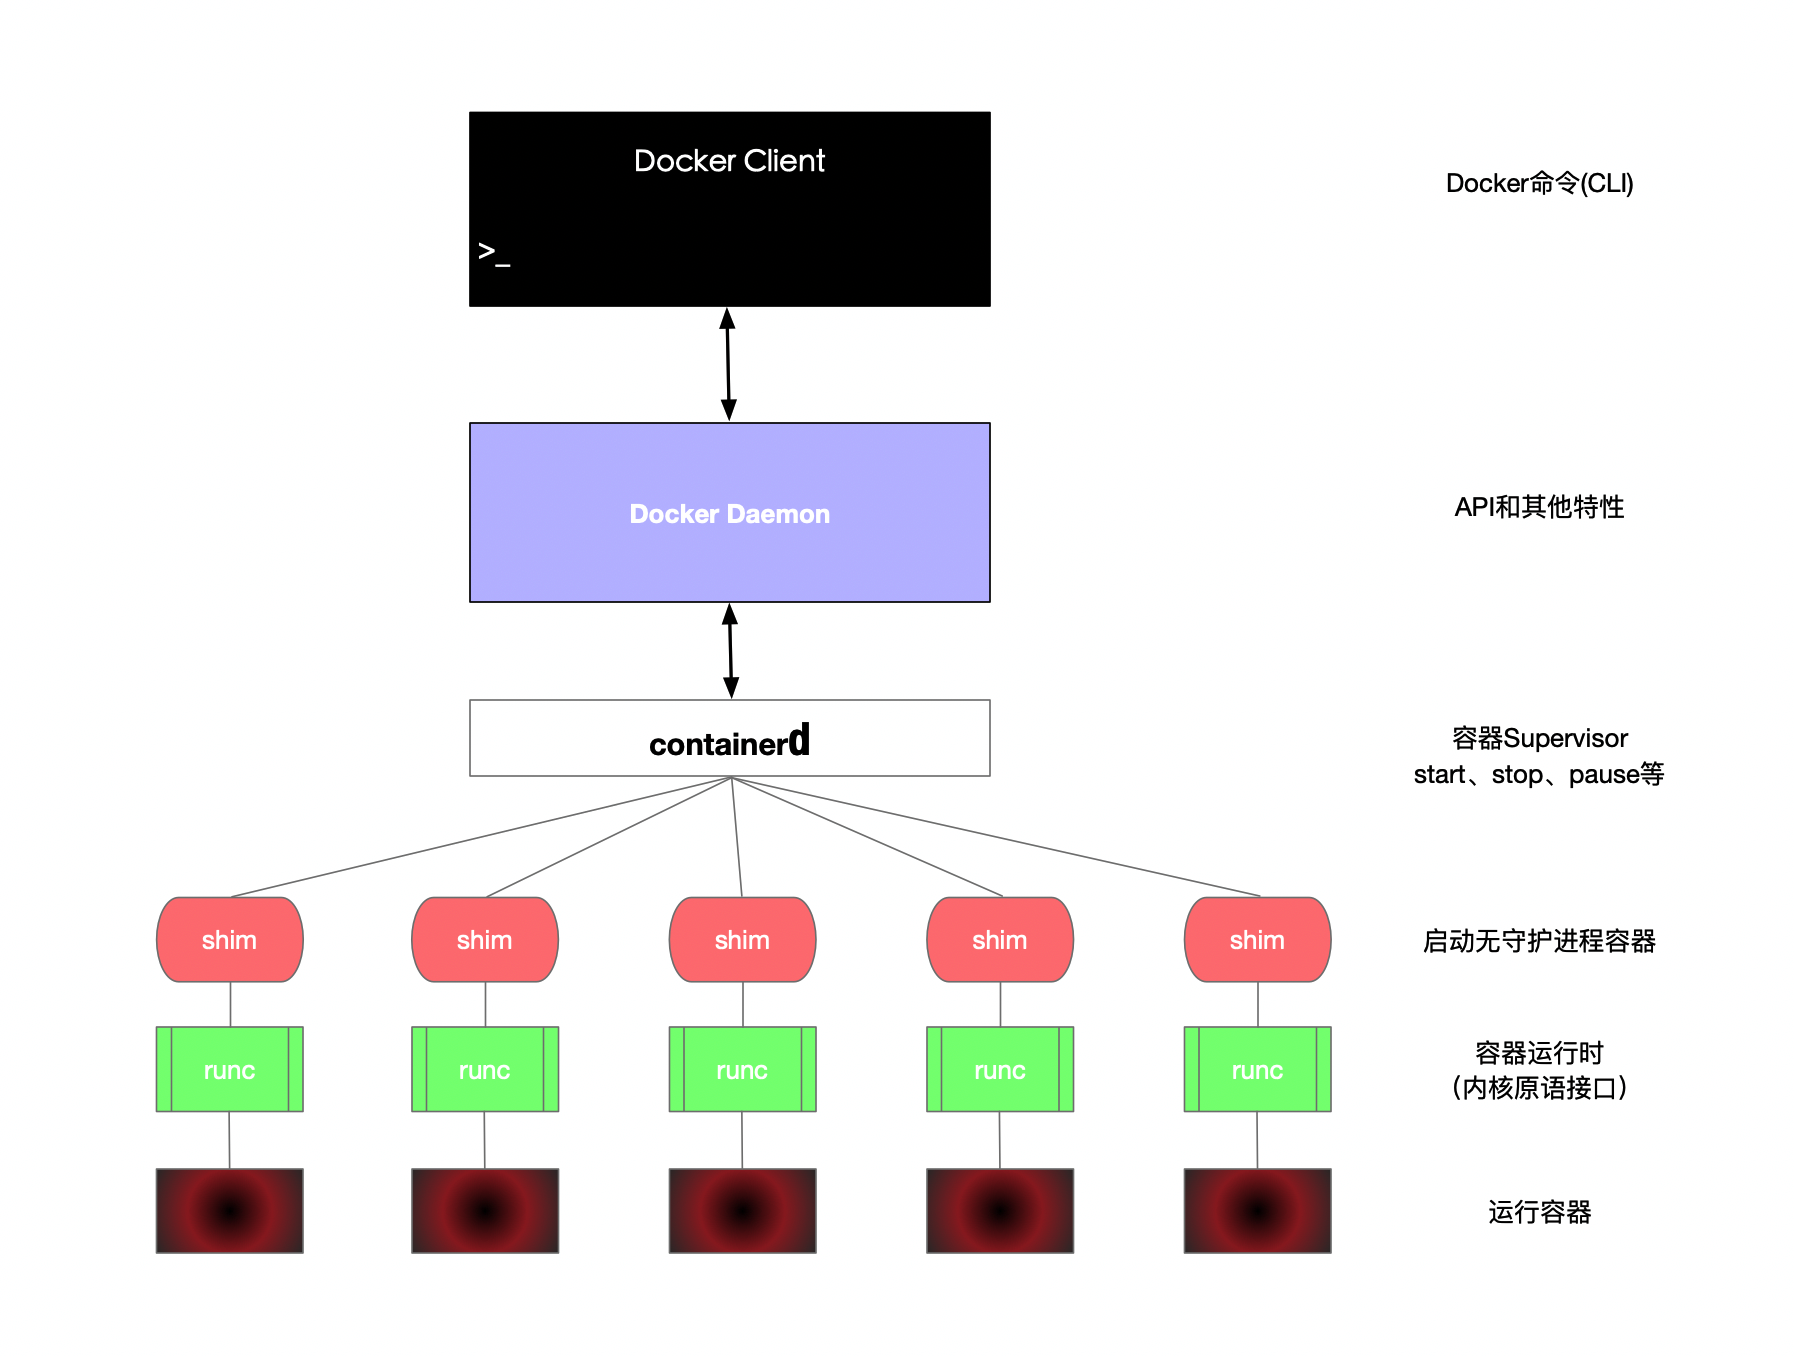 Docker Client
Docker命令(CLI)
>_
Docker Daemon
API和其他特性
containerd
容器Supervisor
start、stop、pause等
shim shim shim shim shim
启动无守护进程容器
runc runc runc runc runc
容器运行时
（内核原语接口）
运行容器